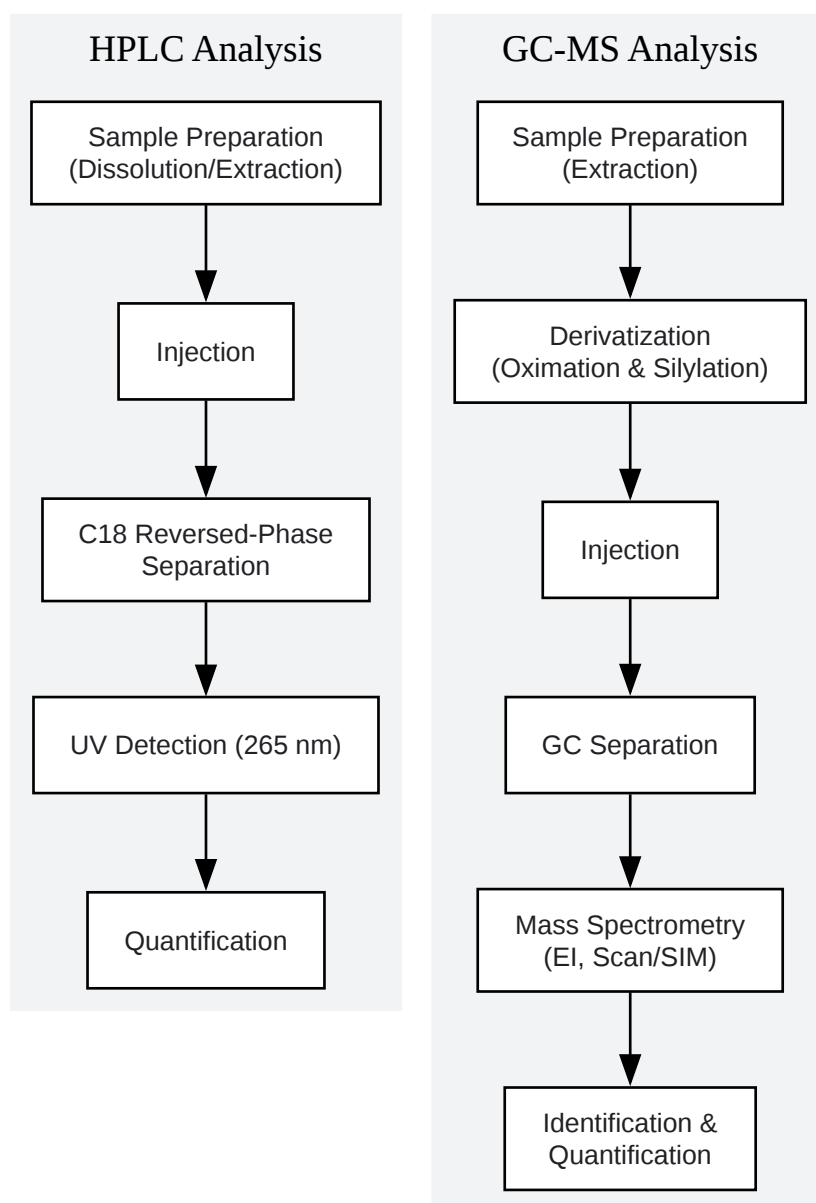 HPLC Analysis
Sample Preparation
(Dissolution/Extraction)
Injection
C18 Reversed-Phase
Separation
UV Detection (265 nm)
Quantification
GC-MS Analysis
Sample Preparation
(Extraction)
Derivatization
(Oximation & Silylation)
Injection
GC Separation
Mass Spectrometry
(EI, Scan/SIM)
Identification &
Quantification